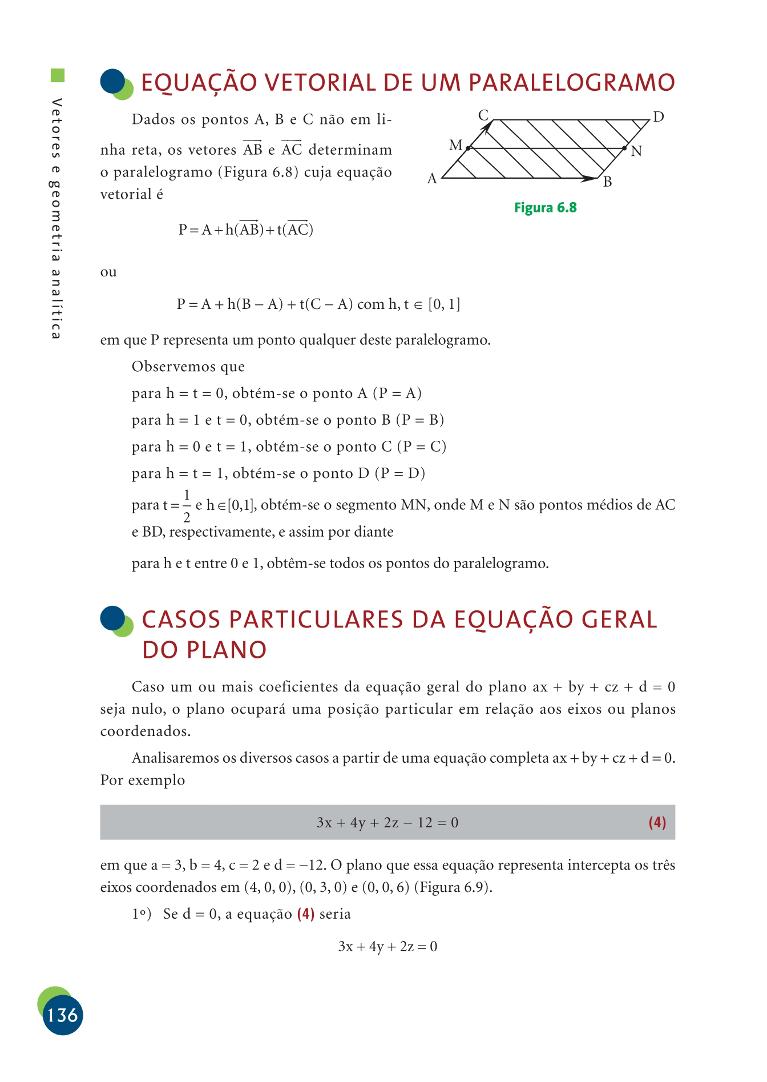 Vetores e geometria analítica
EQUAÇÃO VETORIAL DE UM PARALELOGRAMO
Dados os pontos A, B e C não em li-
nha reta, os vetores AB e AC determinam
o paralelogramo (Figura 6.8) cuja equação
vetorial é
C
D
M
N
A
B
Figura 6.8
P = A + h(AB) + t(AC)
ou
P = A + h(B − A) + t(C − A) com h, t ∈ [0, 1]
em que P representa um ponto qualquer deste paralelogramo.
Observemos que
para h = t = 0, obtém-se o ponto A (P = A)
para h = 1 e t = 0, obtém-se o ponto B (P = B)
para h = 0 e t = 1, obtém-se o ponto C (P = C)
para h = t = 1, obtém-se o ponto D (P = D)
para t = 1/2 e h ∈ [0,1], obtém-se o segmento MN, onde M e N são pontos médios de AC
e BD, respectivamente, e assim por diante
para h e t entre 0 e 1, obtêm-se todos os pontos do paralelogramo.
CASOS PARTICULARES DA EQUAÇÃO GERAL
DO PLANO
Caso um ou mais coeficientes da equação geral do plano ax + by + cz + d = 0
seja nulo, o plano ocupará uma posição particular em relação aos eixos ou planos
coordenados.
Analisaremos os diversos casos a partir de uma equação completa ax + by + cz + d = 0.
Por exemplo
3x + 4y + 2z − 12 = 0 (4)
em que a = 3, b = 4, c = 2 e d = −12. O plano que essa equação representa intercepta os três
eixos coordenados em (4, 0, 0), (0, 3, 0) e (0, 0, 6) (Figura 6.9).
1º) Se d = 0, a equação (4) seria
3x + 4y + 2z = 0
136